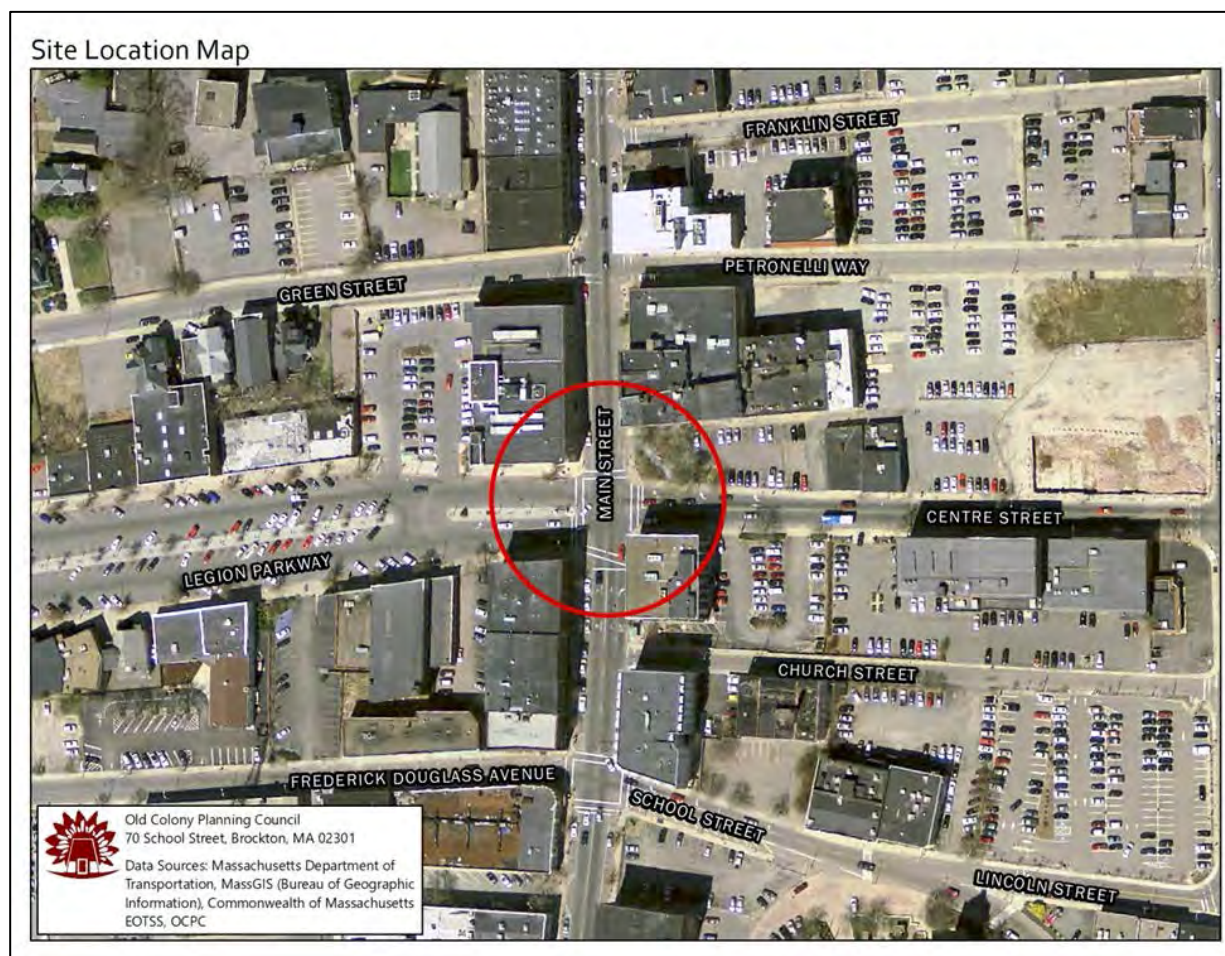 Site Location Map
FRANKLIN STREET
PETRONELLI WAY
GREEN STREET
MAIN STREET
CENTRE STREET
LEGION PARKWAY
CHURCH STREET
FREDERICK DOUGLASS AVENUE
SCHOOL STREET
LINCOLN STREET
Old Colony Planning Council
70 School Street, Brockton, MA 02301
Data Sources: Massachusetts Department of
Transportation, MassGIS (Bureau of Geographic
Information), Commonwealth of Massachusetts
EOTSS, OCPC